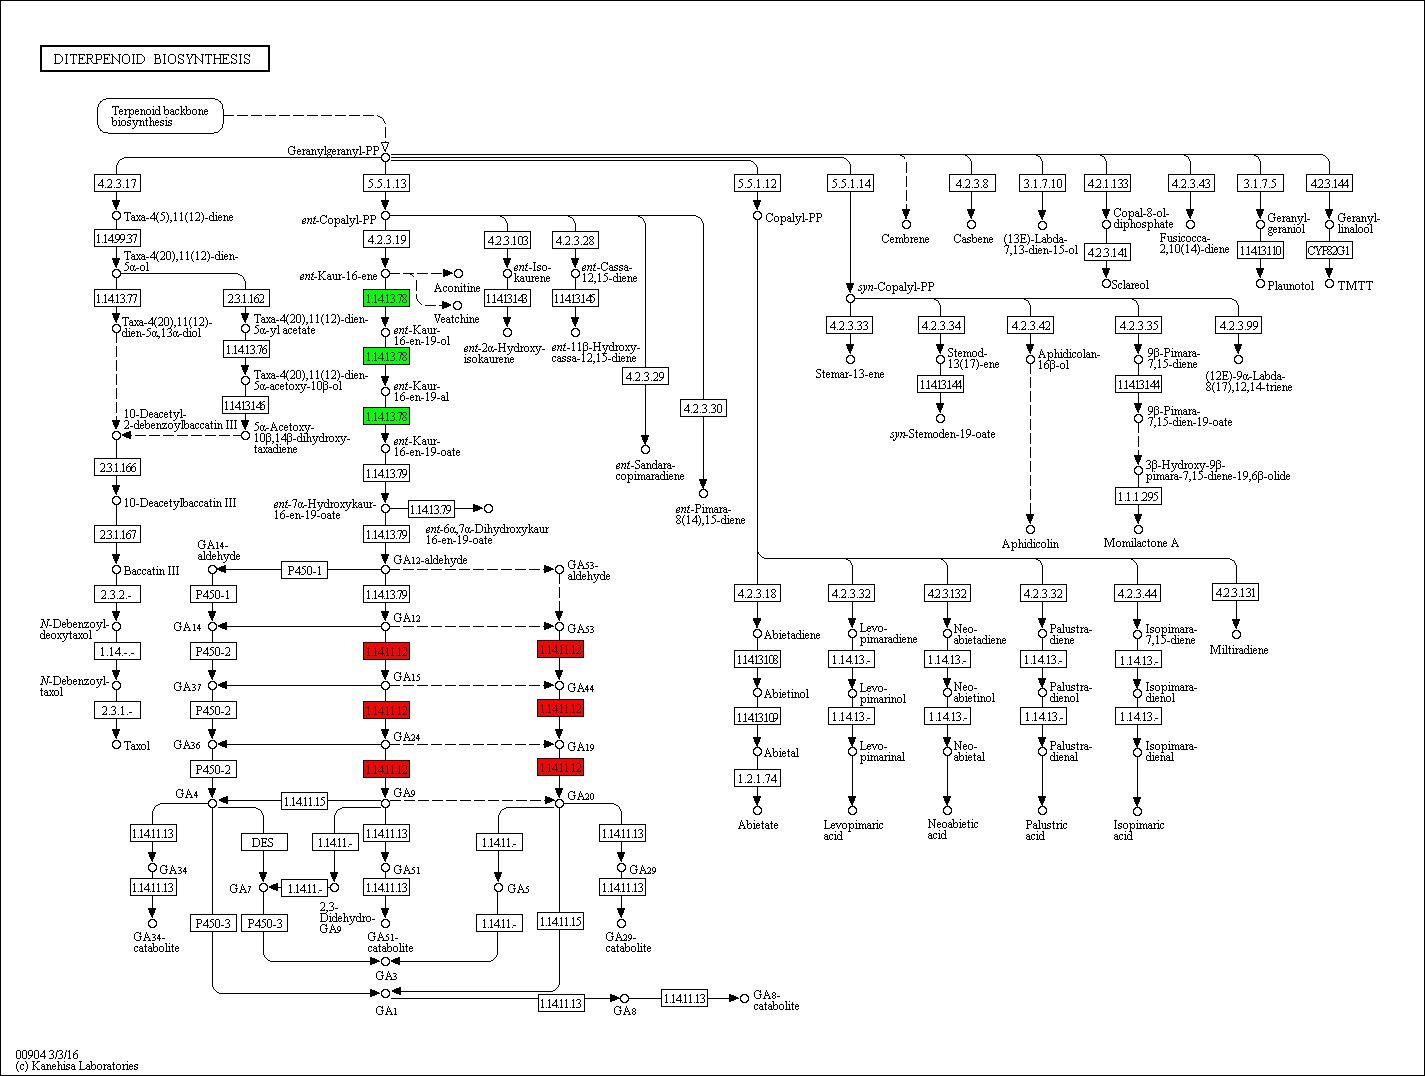 DITERPENOID BIOSYNTHESIS
Terpenoid backbone
biosynthesis
Geranylgeranyl-PP
4.2.3.17
5.5.1.13
5.5.1.12
5.5.1.14
4.2.3.8
3.1.7.10
4.2.1.133
4.2.3.43
3.1.7.5
4.2.3.144
Taxa-4(5),11(12)-diene
ent-Copalyl-PP
Copalyl-PP
Cembrene
Casbene
(13E)-Labda-
7,13-dien-15-ol
Copal-8-ol-
diphosphate
Fusicocca-
2,10(14)-diene
Geranyl-
geraniol
Geranyl-
linalool
1.14.99.37
4.2.3.19
4.2.3.103
4.2.3.28
4.2.3.141
1.14.13.110
CYP82G1
Taxa-4(20),11(12)-dien-
5α-ol
ent-Kaur-16-ene
Aconitine
Veatchine
ent-Iso-
kaurene
ent-Cassa-
12,15-diene
syn-Copalyl-PP
Sclareol
Plaunotol
TMTT
1.14.13.77
2.3.1.162
1.14.13.78
1.14.13.143
1.14.13.145
Taxa-4(20),11(12)-
dien-5α,13α-diol
Taxa-4(20),11(12)-dien-
5α-yl acetate
ent-Kaur-
16-en-19-ol
ent-2α-Hydroxy-
isokaurene
ent-11β-Hydroxy-
cassa-12,15-diene
4.2.3.33
4.2.3.34
4.2.3.42
4.2.3.35
4.2.3.99
1.14.13.76
1.14.13.78
Stemar-13-ene
Stemod-
13(17)-ene
Aphidicolan-
16β-ol
9β-Pimara-
7,15-diene
(12E)-9α-Labda-
8(17),12,14-triene
Taxa-4(20),11(12)-dien-
5α-acetoxy-10β-ol
ent-Kaur-
16-en-19-al
4.2.3.29
4.2.3.30
1.14.13.144
1.14.13.144
1.14.13.146
1.14.13.78
10-Deacetyl-
2-debenzoylbaccatin III
5α-Acetoxy-
10β,14β-dihydroxy-
taxadiene
ent-Kaur-
16-en-19-oate
syn-Stemoden-19-oate
9β-Pimara-
7,15-dien-19-oate
2.3.1.166
1.14.13.79
ent-Sandara-
copimaradiene
3β-Hydroxy-9β-
pimara-7,15-diene-19,6β-olide
10-Deacetylbaccatin III
ent-7α-Hydroxykaur-
16-en-19-oate
1.14.13.79
ent-6α,7α-Dihydroxykaur
16-en-19-oate
ent-Pimara-
8(14),15-diene
1.1.1.295
2.3.1.167
1.14.13.79
Aphidicolin
Momilactone A
GA14-
aldehyde
GA12-aldehyde
GA53-
aldehyde
Baccatin III
P450-1
2.3.2.-
P450-1
1.14.13.79
4.2.3.18
4.2.3.32
4.2.3.132
4.2.3.32
4.2.3.44
4.2.3.131
N-Debenzoyl-
deoxytaxol
GA14
GA12
GA53
Abietadiene
Levo-
pimaradiene
Neo-
abietadiene
Palustra-
diene
Isopimara-
7,15-diene
Miltiradiene
1.14.-.-
P450-2
1.14.11.12
1.14.11.12
1.14.13.108
1.14.13.-
1.14.13.-
1.14.13.-
1.14.13.-
N-Debenzoyl-
taxol
GA37
GA15
GA44
Abietinol
Levo-
pimarinol
Neo-
abietinol
Palustra-
dienol
Isopimara-
dienol
2.3.1.-
P450-2
1.14.11.12
1.14.11.12
1.14.13.109
1.14.13.-
1.14.13.-
1.14.13.-
1.14.13.-
Taxol
GA36
GA24
GA19
Abietal
Levo-
pimarinal
Neo-
abietal
Palustra-
dienal
Isopimara-
dienal
P450-2
1.14.11.12
1.14.11.12
1.2.1.74
GA4
1.14.11.15
GA9
GA20
Abietate
Levopimaric
acid
Neoabietic
acid
Palustric
acid
Isopimaric
acid
1.14.11.13
DES
1.14.11.-
1.14.11.13
1.14.11.-
1.14.11.13
GA34
GA51
GA29
1.14.11.13
GA7
1.14.11.-
1.14.11.13
GA5
1.14.11.13
2,3-
Didehydro-
GA9
P450-3
P450-3
1.14.11.-
1.14.11.15
GA34-
catabolite
GA51-
catabolite
GA29-
catabolite
GA3
GA1
1.14.11.13
GA8
1.14.11.13
GA8-
catabolite
00904 3/3/16
(c) Kanehisa Laboratories